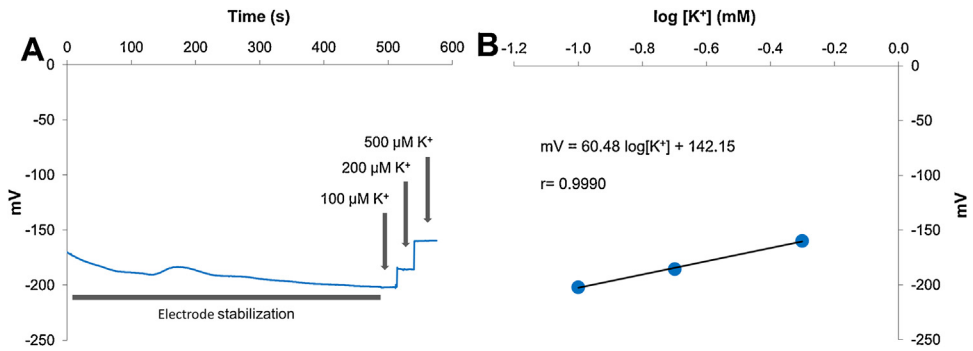 Time (s)
A
0 100 200 300 400 500 600
0
-50
-100
-150
-200
-250
mV
500 µM K⁺
200 µM K⁺
100 µM K⁺
Electrode stabilization
log [K⁺] (mM)
B
-1.2 -1.0 -0.8 -0.6 -0.4 -0.2 0.0
mV = 60.48 log[K⁺] + 142.15
r= 0.9990
0
-50
-100
-150
-200
-250
mV